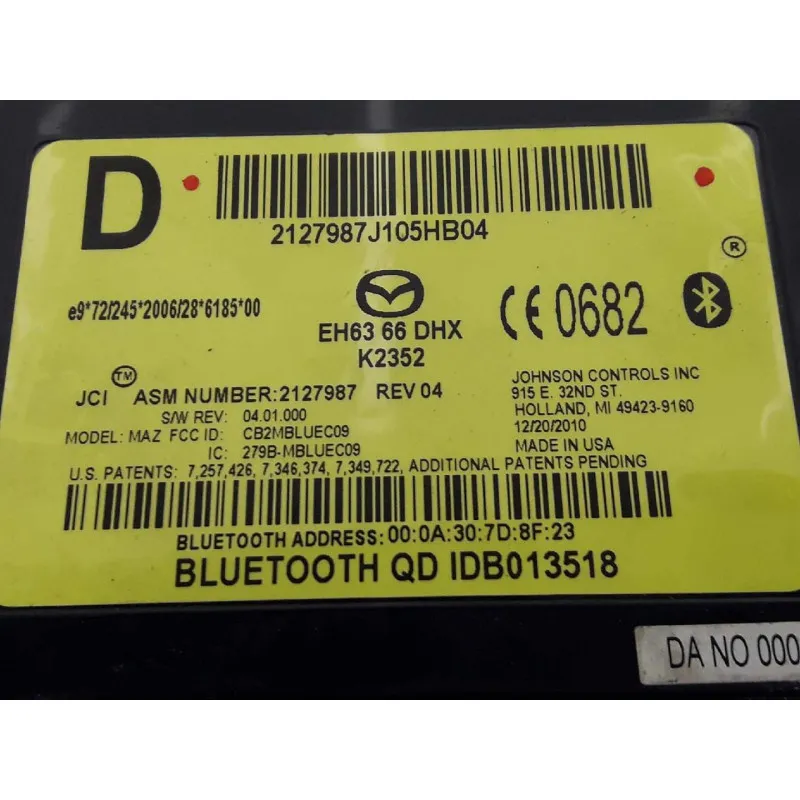 D
2127987J105HB04
®
e9*72/245*2006/28*6185*00
CE 0682
EH63 66 DHX
K2352
JCI™ ASM NUMBER:2127987 REV 04
S/W REV: 04.01.000
MODEL: MAZ FCC ID: CB2MBLUEC09
IC: 279B-MBLUEC09
JOHNSON CONTROLS INC
915 E. 32ND ST.
HOLLAND, MI 49423-9160
12/20/2010
MADE IN USA
U.S. PATENTS: 7,257,426, 7,346,374, 7,349,722, ADDITIONAL PATENTS PENDING
BLUETOOTH ADDRESS:00:0A:30:7D:8F:23
BLUETOOTH QD IDB013518
DA NO 000